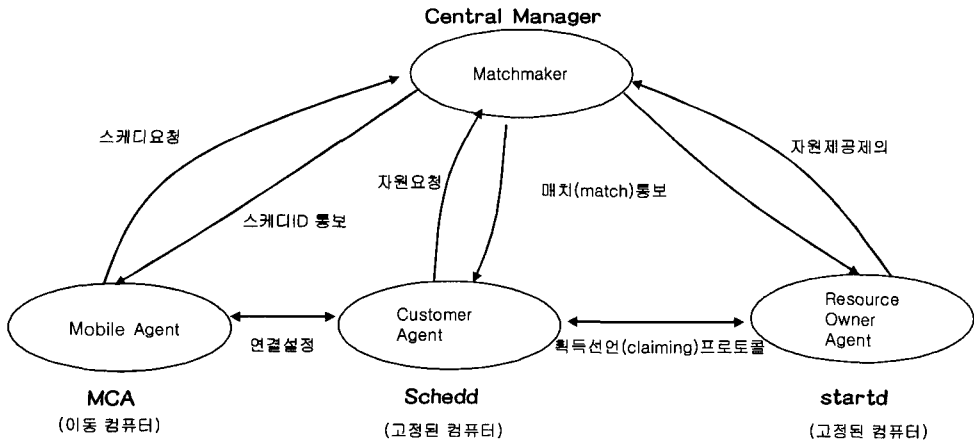 Central Manager
Matchmaker
스케디요청
자원제공제의
자원요청
매치(match)통보
스케디ID 통보
Mobile Agent
Customer
Agent
Resource
Owner
Agent
연결설정
획득선언(claiming)프로토콜
MCA
Schedd
startd
(이동 컴퓨터)
(고정된 컴퓨터)
(고정된 컴퓨터)